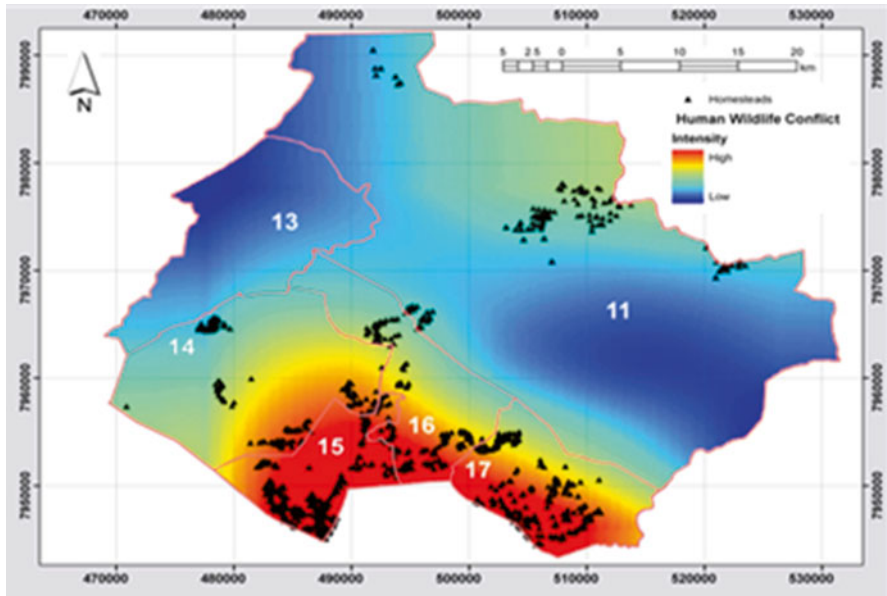 470000 480000 490000 500000 510000 520000 530000
7990000 7990000
7980000 7980000
7970000 7970000
7960000 7960000
7950000 7950000
N
5 2.5 0 5 10 15 20
km
Homesteads
Human Wildlife Conflict
Intensity
High
Low
13
11
14
16
15
17
470000 480000 490000 500000 510000 520000 530000